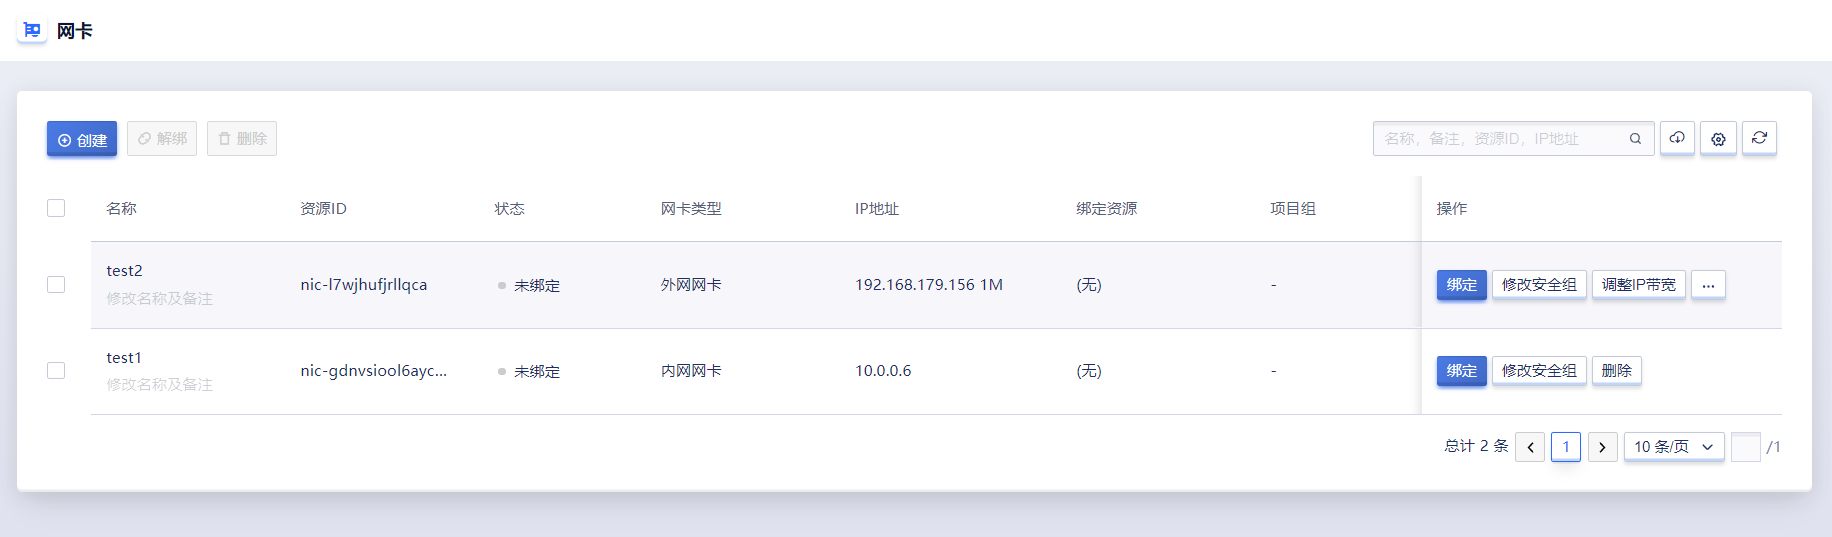 网卡
创建 解绑 删除 名称，备注，资源ID，IP地址
名称 资源ID 状态 网卡类型 IP地址 绑定资源 项目组 操作
test2
修改名称及备注
nic-l7wjhufjrllqca 未绑定 外网网卡 192.168.179.156 1M (无) - 绑定 修改安全组 调整IP带宽 ...
test1
修改名称及备注
nic-gdnvsiool6ayc... 未绑定 内网网卡 10.0.0.6 (无) - 绑定 修改安全组 删除
总计 2 条 1 10 条/页 /1